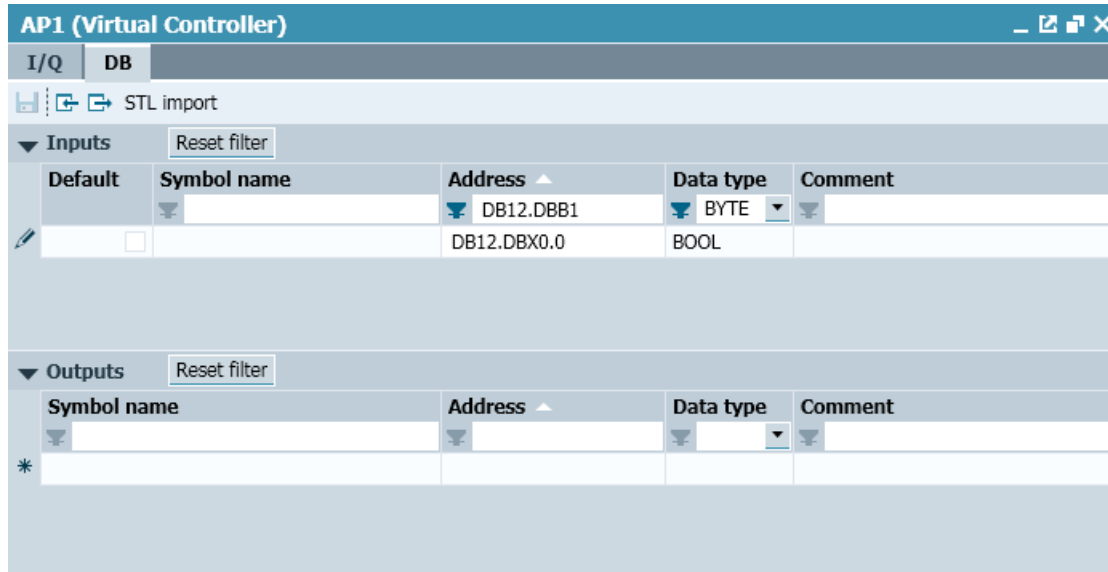 AP1 (Virtual Controller)
I/Q DB
STL import
Inputs Reset filter
Default Symbol name Address Data type Comment
DB12.DBB1 BYTE
DB12.DBX0.0 BOOL
Outputs Reset filter
Symbol name Address Data type Comment